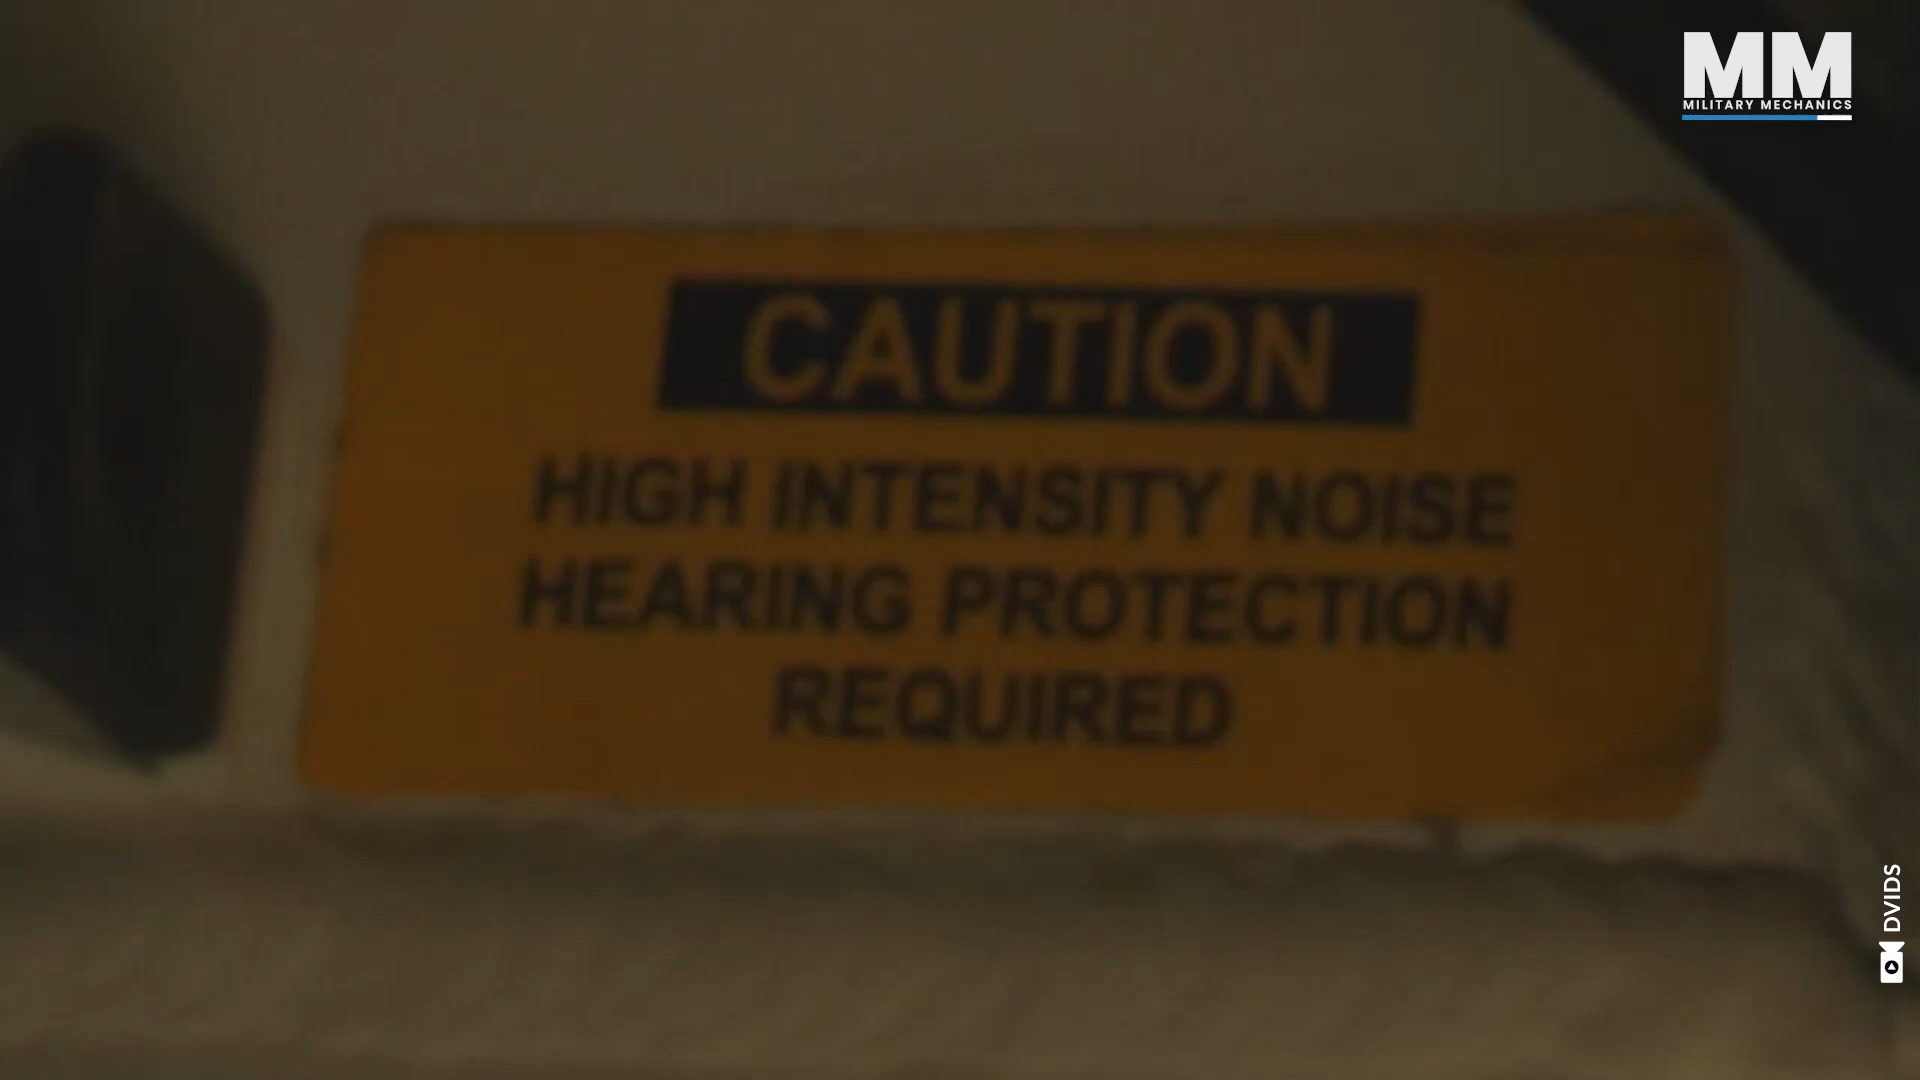 MM
MILITARY MECHANICS
CAUTION
HIGH INTENSITY NOISE
HEARING PROTECTION
REQUIRED
DVIDS